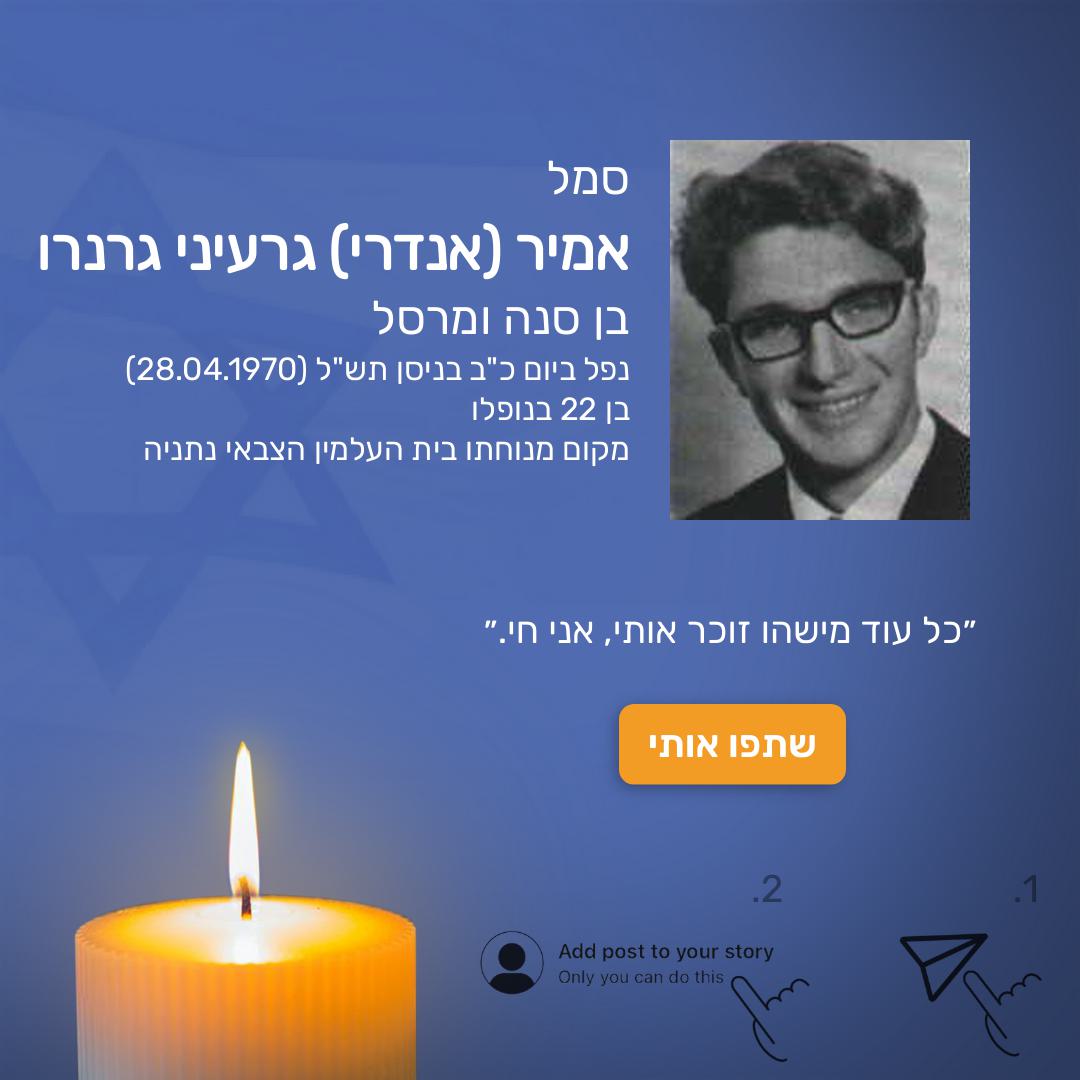 סמל
אמיר (אנדרי) גרעיני גרנרו
בן סנה ומרסל
נפל ביום כ"ב בניסן תש"ל (28.04.1970)
בן 22 בנופלו
מקום מנוחתו בית העלמין הצבאי נתניה
״כל עוד מישהו זוכר אותי, אני חי.״
שתפו אותי
1.
2.
Add post to your story
Only you can do this